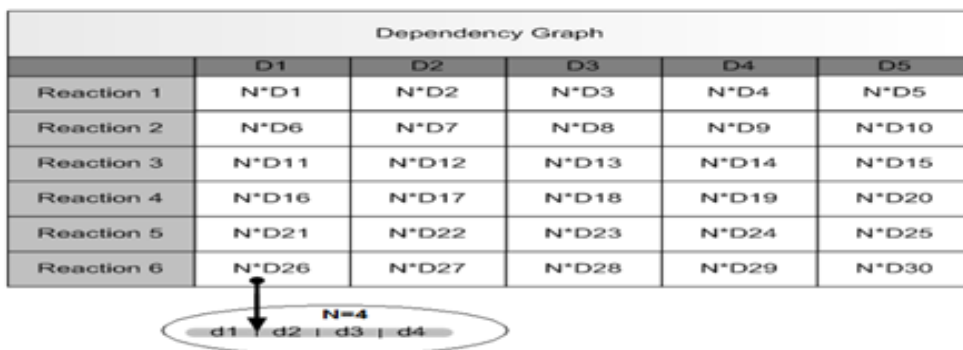 Dependency Graph
D1 D2 D3 D4 D5
Reaction 1 N*D1 N*D2 N*D3 N*D4 N*D5
Reaction 2 N*D6 N*D7 N*D8 N*D9 N*D10
Reaction 3 N*D11 N*D12 N*D13 N*D14 N*D15
Reaction 4 N*D16 N*D17 N*D18 N*D19 N*D20
Reaction 5 N*D21 N*D22 N*D23 N*D24 N*D25
Reaction 6 N*D26 N*D27 N*D28 N*D29 N*D30
N=4
d1 | d2 | d3 | d4